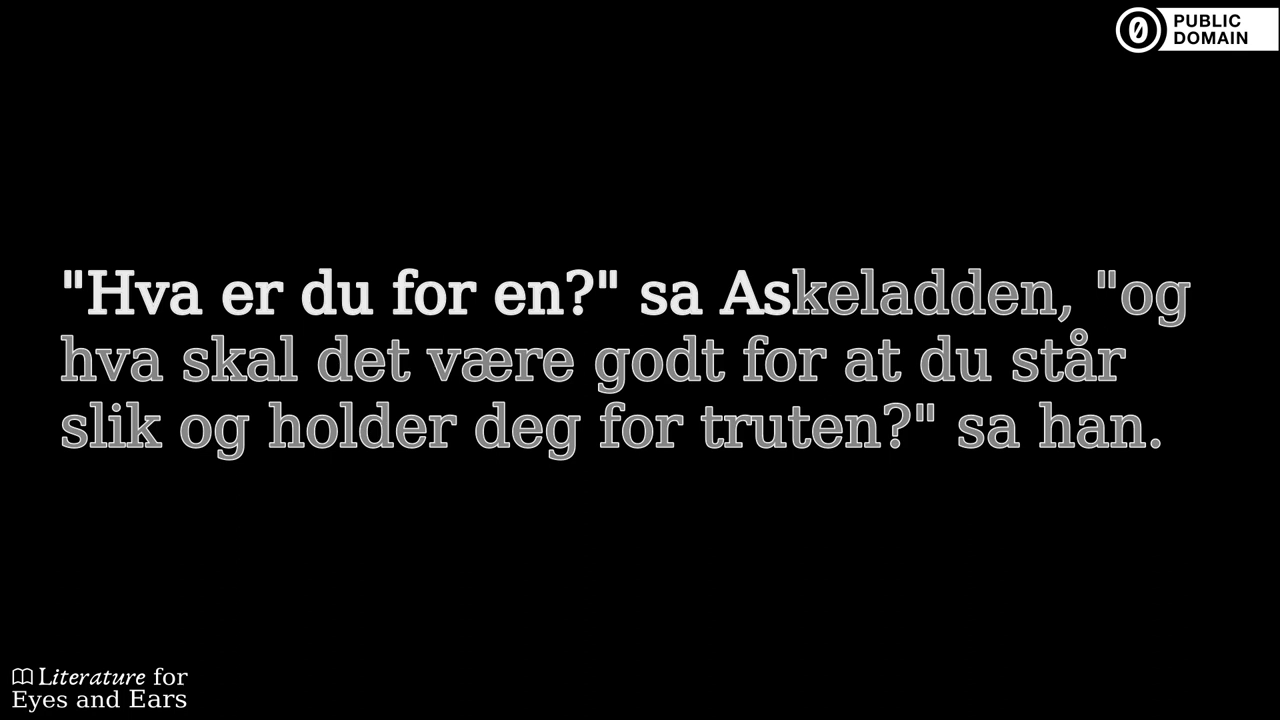 PUBLIC
DOMAIN
"Hva er du for en?" sa Askeladden, "og
hva skal det være godt for at du står
slik og holder deg for truten?" sa han.
Literature for
Eyes and Ears